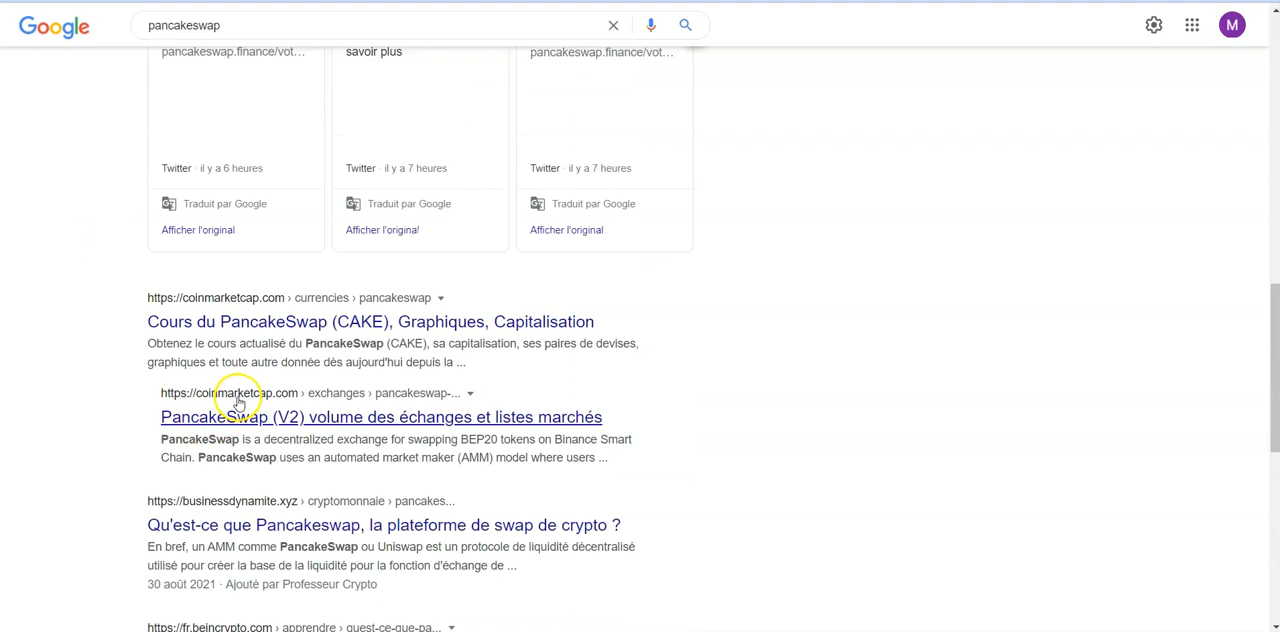 Google
pancakeswap
M
pancakeswap.finance/vot...
savoir plus
pancakeswap.finance/vot...
Twitter · il y a 6 heures
Twitter · il y a 7 heures
Twitter · il y a 7 heures
Traduit par Google
Traduit par Google
Traduit par Google
Afficher l'original
Afficher l'original
Afficher l'original
https://coinmarketcap.com › currencies › pancakeswap
Cours du PancakeSwap (CAKE), Graphiques, Capitalisation
Obtenez le cours actualisé du PancakeSwap (CAKE), sa capitalisation, ses paires de devises,
graphiques et toute autre donnée dès aujourd'hui depuis la ...
https://coinmarketcap.com › exchanges › pancakeswap-...
PancakeSwap (V2) volume des échanges et listes marchés
PancakeSwap is a decentralized exchange for swapping BEP20 tokens on Binance Smart
Chain. PancakeSwap uses an automated market maker (AMM) model where users ...
https://businessdynamite.xyz › cryptomonnaie › pancakes...
Qu'est-ce que Pancakeswap, la plateforme de swap de crypto ?
En bref, un AMM comme PancakeSwap ou Uniswap est un protocole de liquidité décentralisé
utilisé pour créer la base de la liquidité pour la fonction d'échange de ...
30 août 2021 · Ajouté par Professeur Crypto
https://fr.beincrypto.com › apprendre › quest-ce-que-pa...